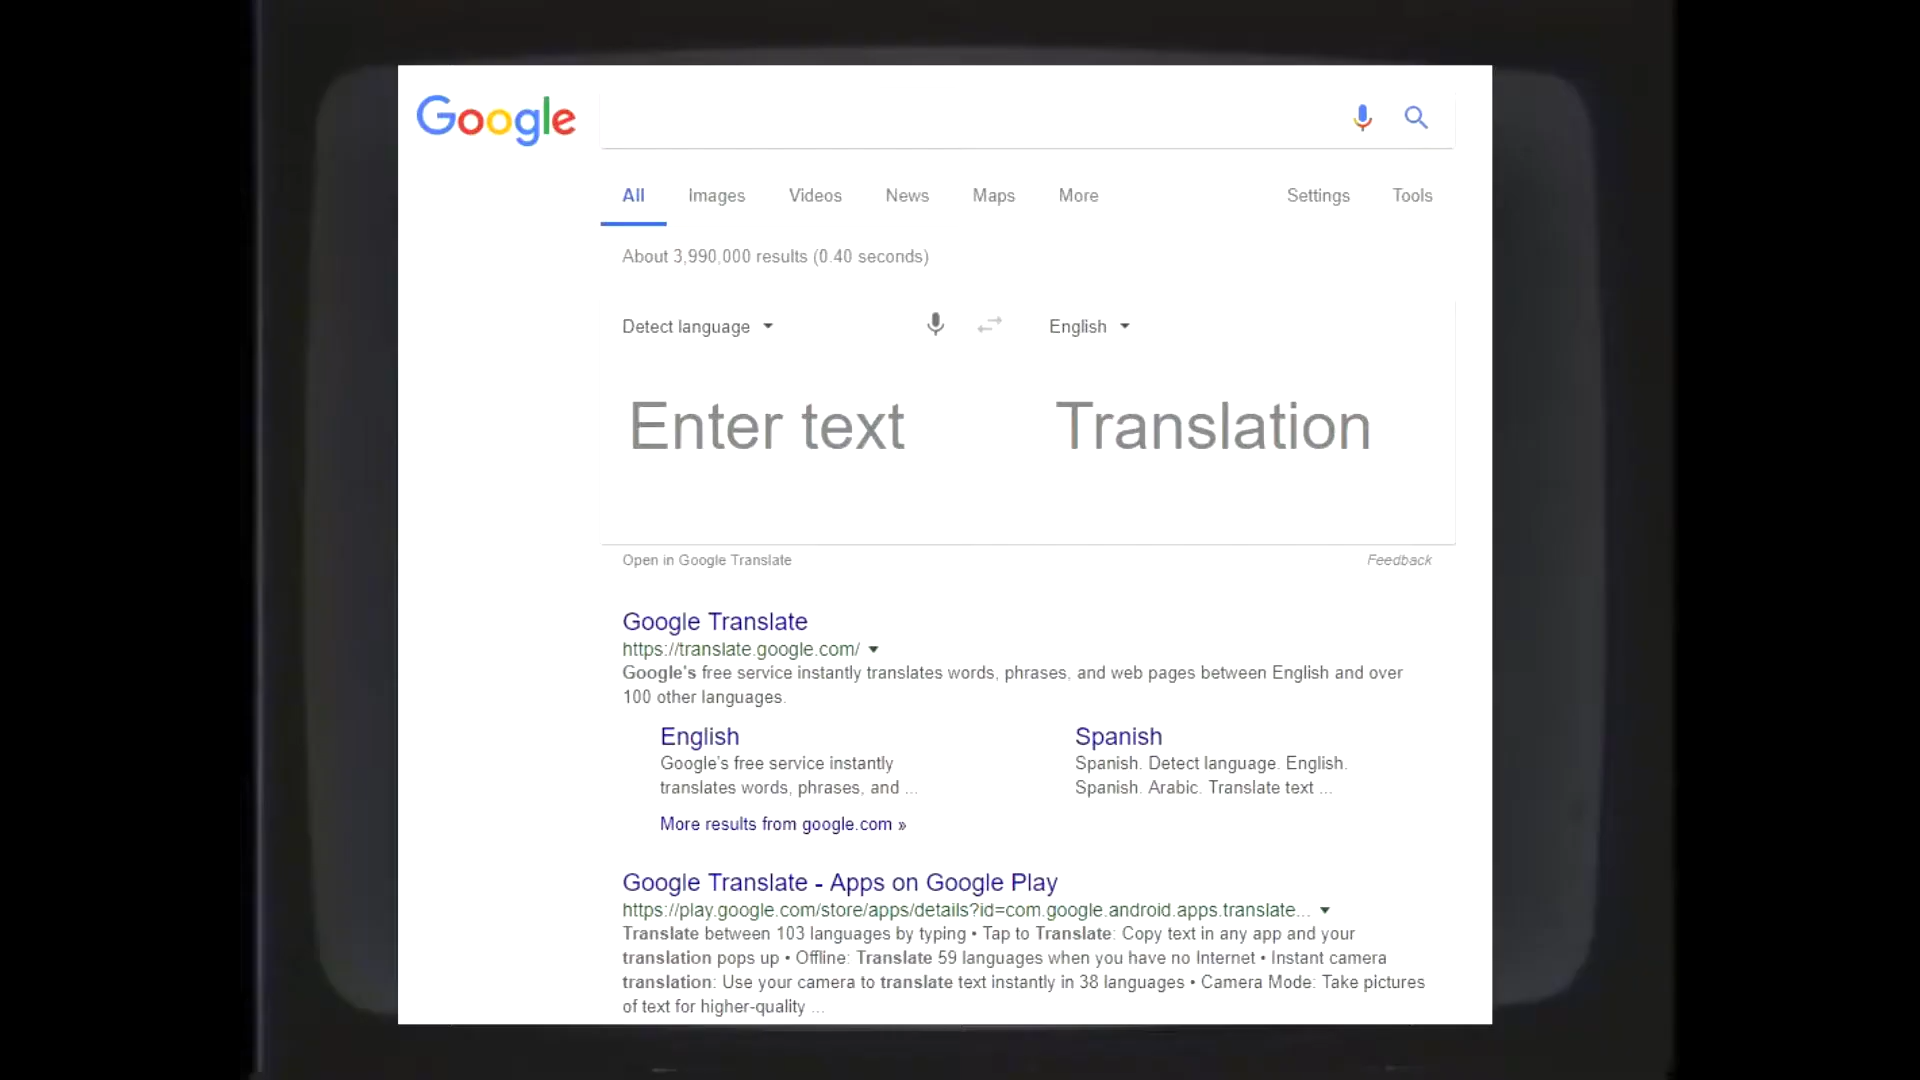 Google
All Images Videos News Maps More Settings Tools
About 3,990,000 results (0.40 seconds)
Detect language English
Enter text Translation
Open in Google Translate Feedback
Google Translate
https://translate.google.com/
Google's free service instantly translates words, phrases, and web pages between English and over
100 other languages.
English
Google's free service instantly
translates words, phrases, and ...
Spanish
Spanish. Detect language. English.
Spanish. Arabic. Translate text ...
More results from google.com »
Google Translate - Apps on Google Play
https://play.google.com/store/apps/details?id=com.google.android.apps.translate...
Translate between 103 languages by typing • Tap to Translate: Copy text in any app and your
translation pops up • Offline: Translate 59 languages when you have no Internet • Instant camera
translation: Use your camera to translate text instantly in 38 languages • Camera Mode: Take pictures
of text for higher-quality ...